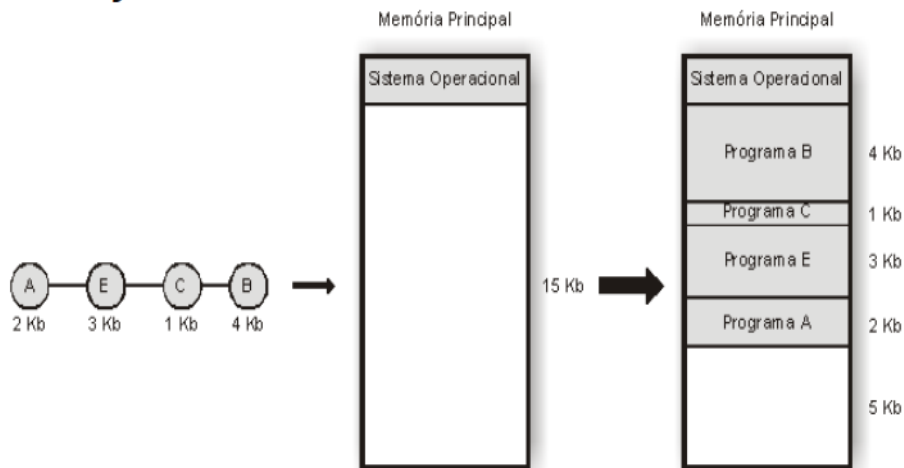 Memória Principal
Memória Principal
Sistema Operacional
Sistema Operacional
Programa B
4 Kb
Programa C
1 Kb
Programa E
3 Kb
A
E
C
B
15 Kb
2 Kb
3 Kb
1 Kb
4 Kb
Programa A
2 Kb
5 Kb